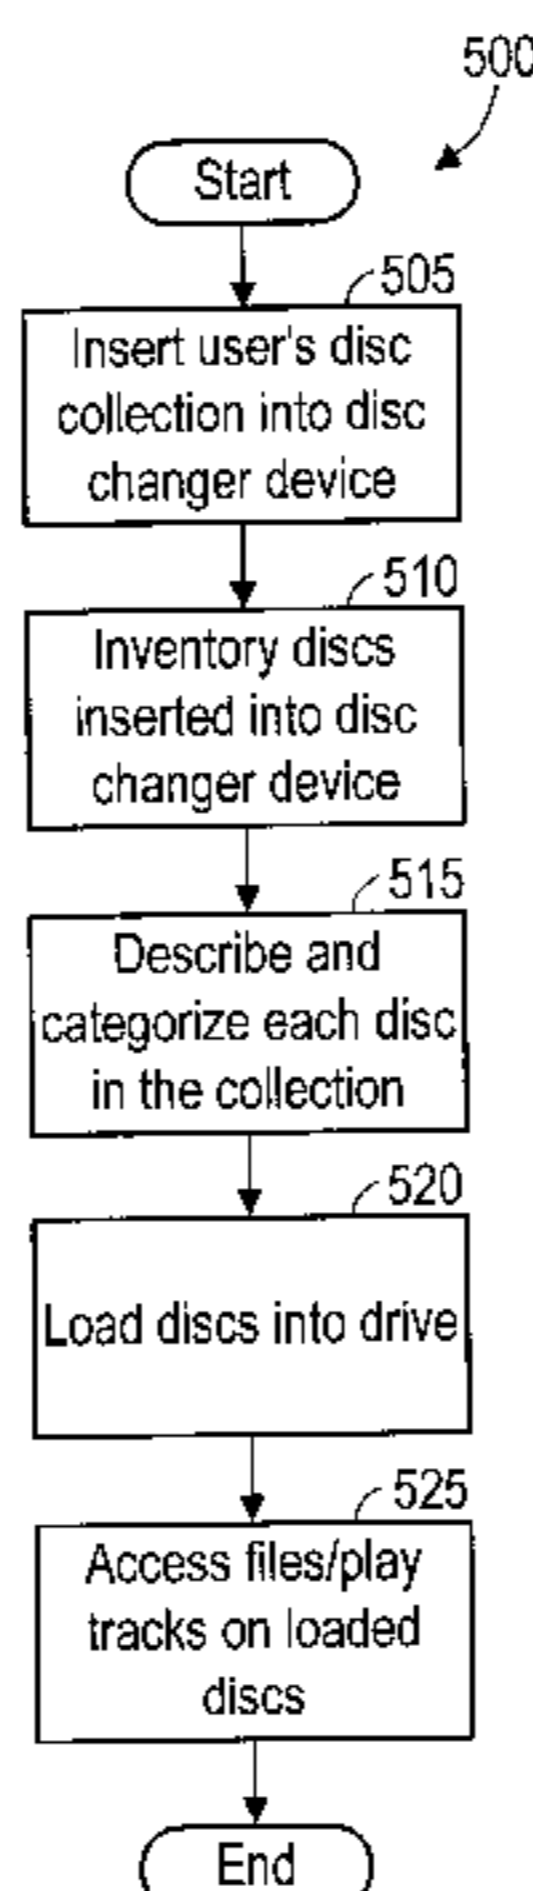 500
Start
505
Insert user's disc
collection into disc
changer device
510
Inventory discs
inserted into disc
changer device
515
Describe and
categorize each disc
in the collection
520
Load discs into drive
525
Access files/play
tracks on loaded
discs
End